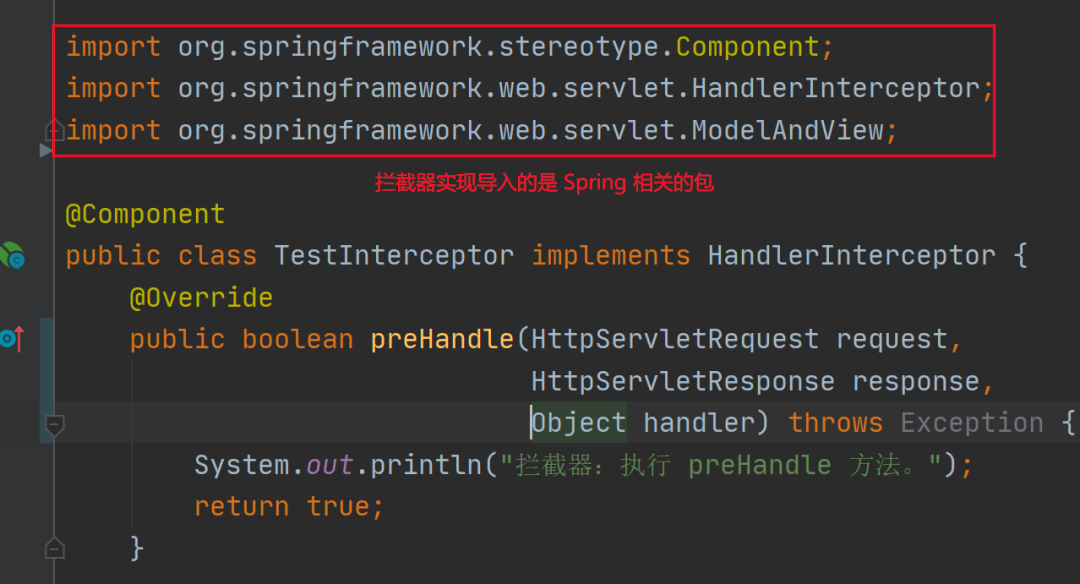 import org.springframework.stereotype.Component;
import org.springframework.web.servlet.HandlerInterceptor;
import org.springframework.web.servlet.ModelAndView;
拦截器实现导入的是 Spring 相关的包
@Component
public class TestInterceptor implements HandlerInterceptor {
@Override
public boolean preHandle(HttpServletRequest request,
HttpServletResponse response,
Object handler) throws Exception {
System.out.println("拦截器：执行 preHandle 方法。");
return true;
}